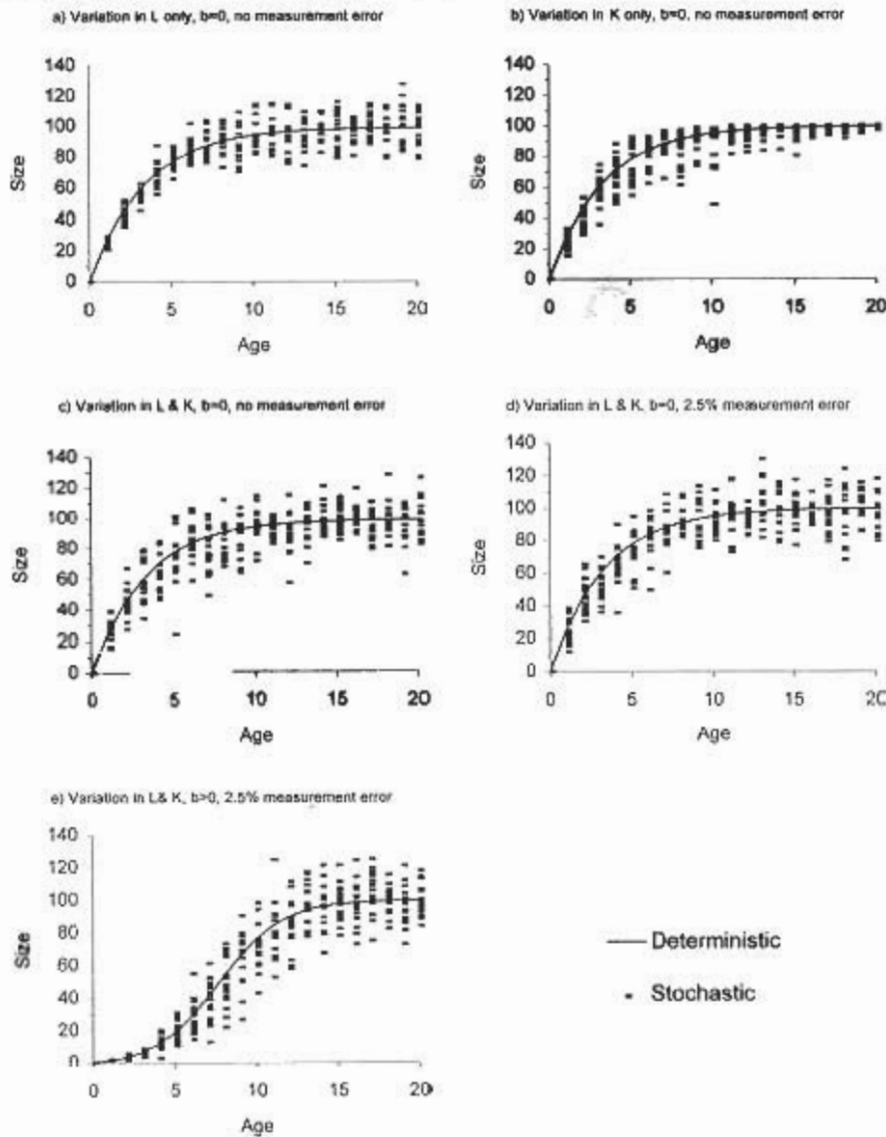 a) Variation in L only, b=0, no measurement error
140
120
100
80
60
40
20
0
Size
0 5 10 15 20
Age
b) Variation in K only, b=0, no measurement error
140
120
100
80
60
40
20
0
Size
0 5 10 15 20
Age
c) Variation in L & K, b=0, no measurement error
140
120
100
80
60
40
20
0
Size
0 5 10 15 20
Age
d) Variation in L & K, b=0, 2.5% measurement error
140
120
100
80
60
40
20
0
Size
0 5 10 15 20
Age
e) Variation in L& K, b>0, 2.5% measurement error
140
120
100
80
60
40
20
0
Size
0 5 10 15 20
Age
Deterministic
Stochastic